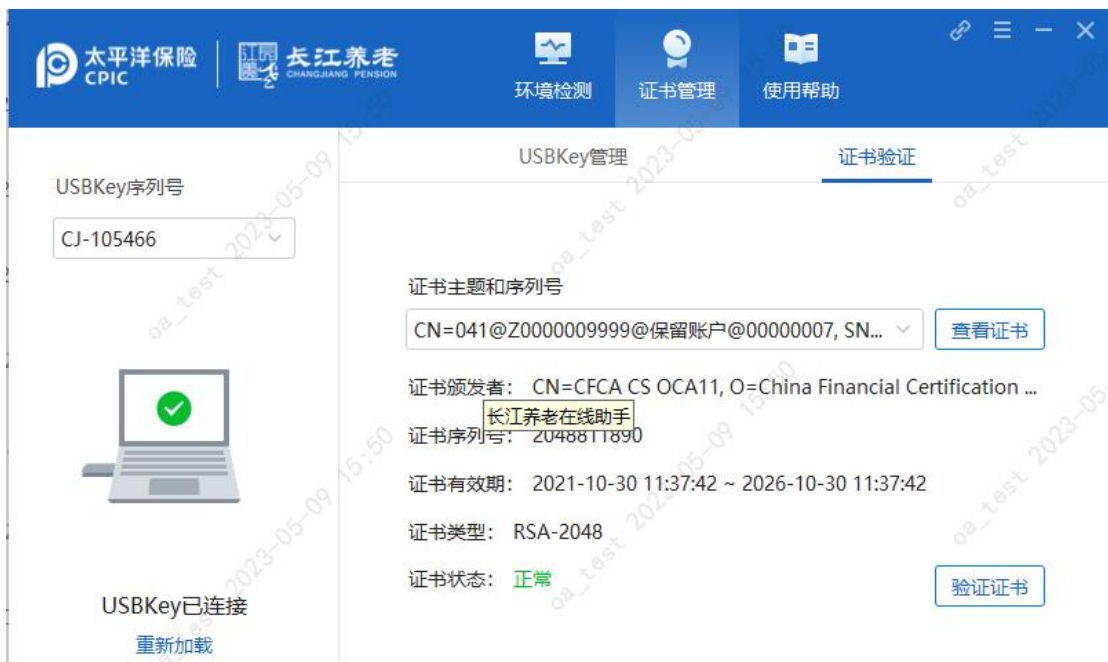 太平洋保险
CPIC
长江养老
CHANGJIANG PENSION
环境检测
证书管理
使用帮助
USBKey管理
证书验证
USBKey序列号
CJ-105466
证书主题和序列号
CN=041@Z0000009999@保留账户@00000007, SN...
查看证书
证书颁发者： CN=CFCA CS OCA11, O=China Financial Certification ...
长江养老在线助手
证书序列号： 2048811890
证书有效期： 2021-10-30 11:37:42 ~ 2026-10-30 11:37:42
证书类型： RSA-2048
证书状态： 正常
验证证书
USBKey已连接
重新加载
oa_test 2023-05-09 15:50